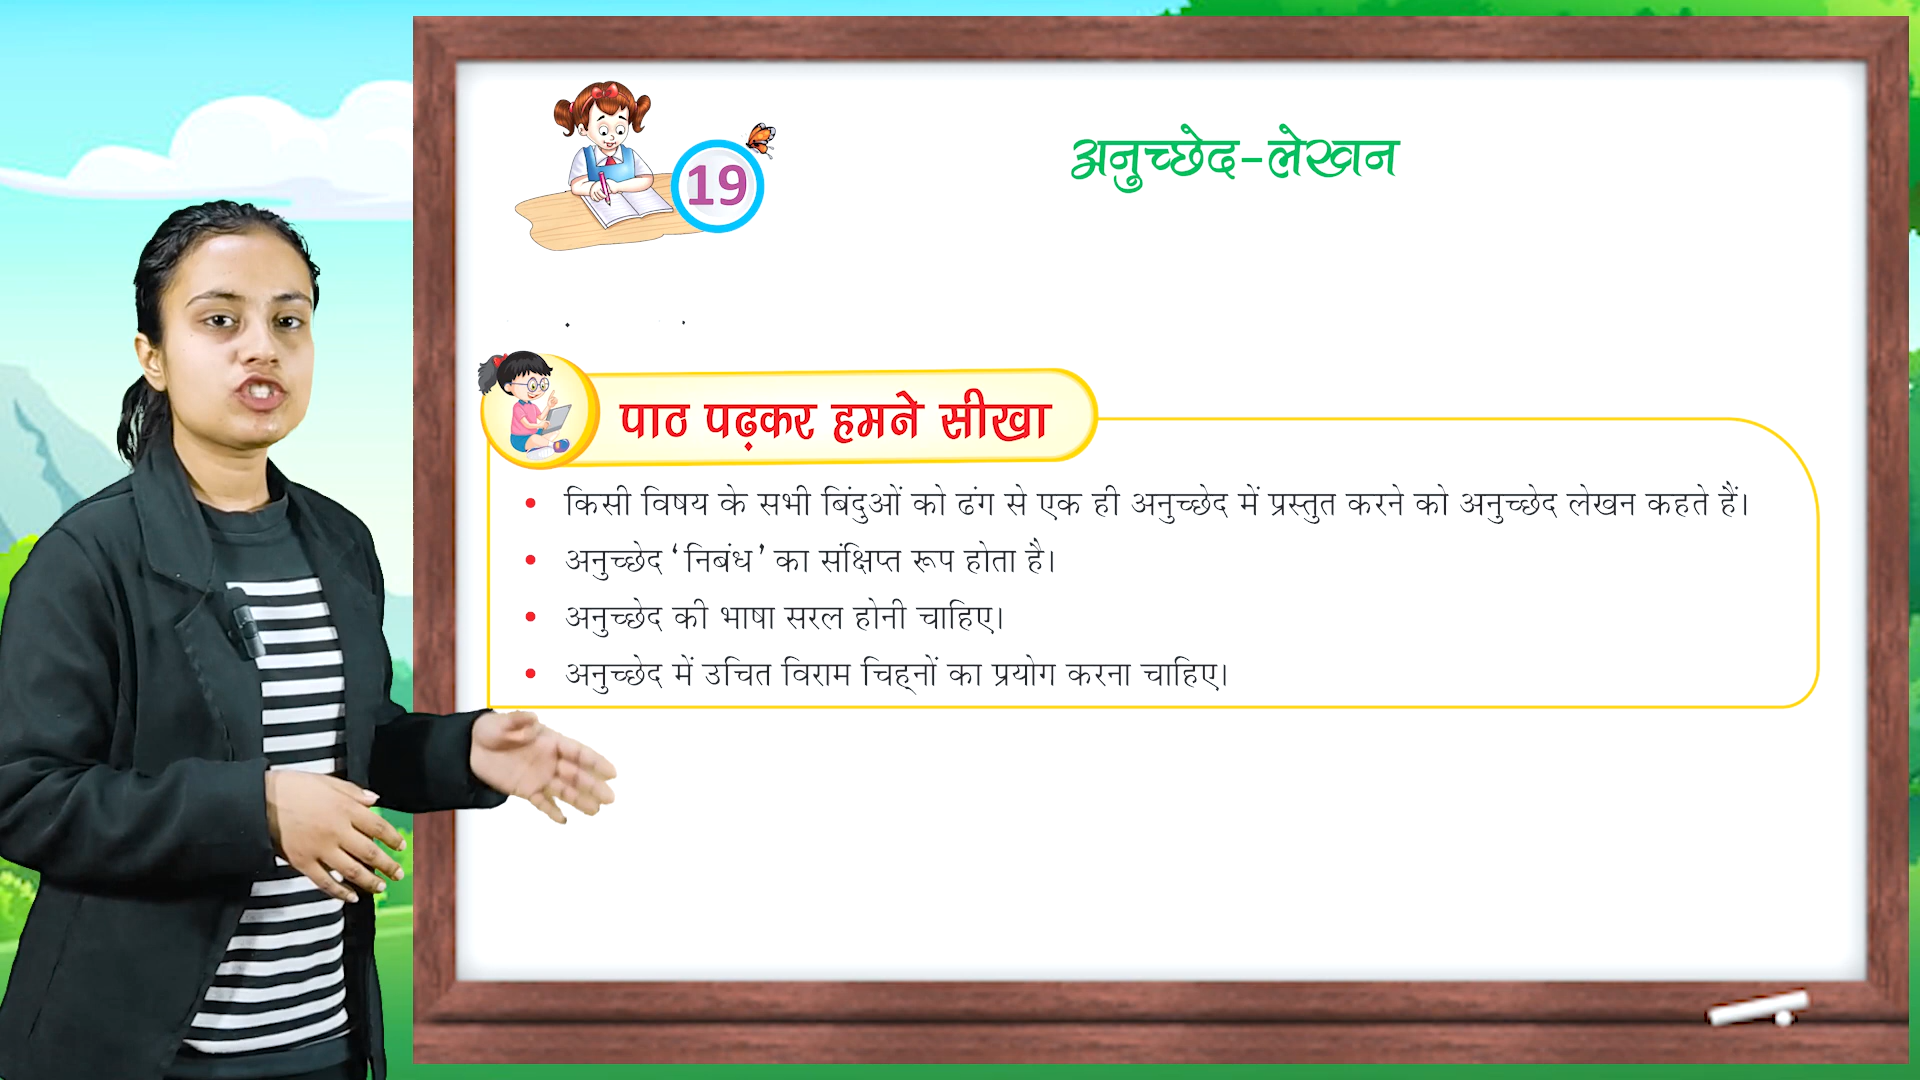 19
अनुच्छेद-लेखन
पाठ पढ़कर हमने सीखा
• किसी विषय के सभी बिंदुओं को ढंग से एक ही अनुच्छेद में प्रस्तुत करने को अनुच्छेद लेखन कहते हैं।
• अनुच्छेद ‘निबंध’ का संक्षिप्त रूप होता है।
• अनुच्छेद की भाषा सरल होनी चाहिए।
• अनुच्छेद में उचित विराम चिह्‌नों का प्रयोग करना चाहिए।